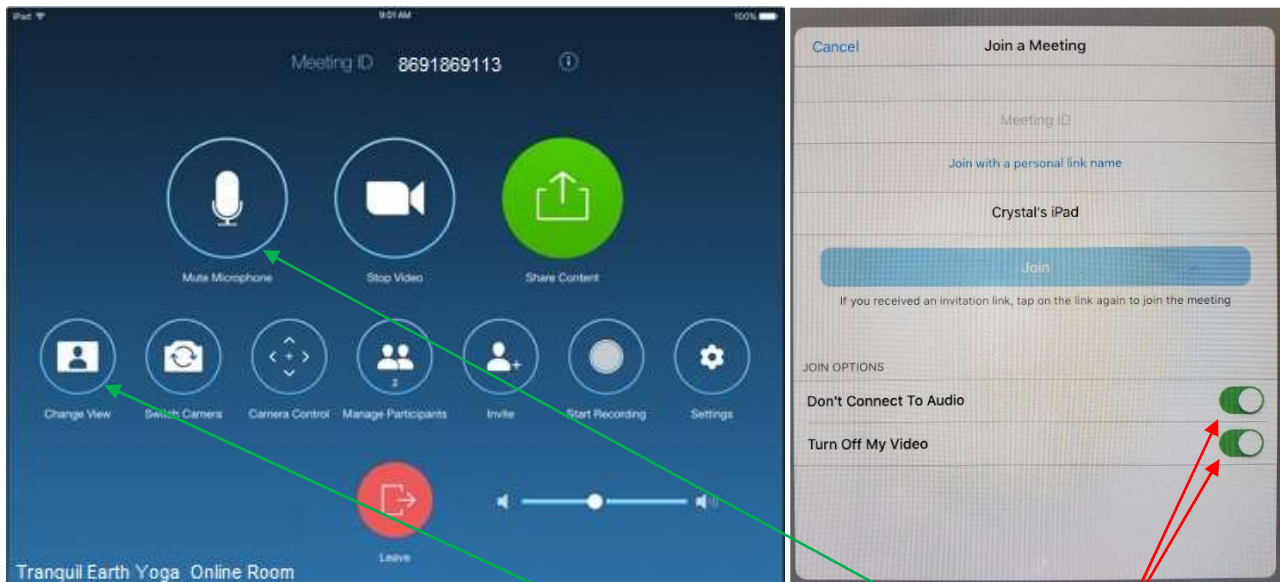 iPad
9:01 AM
100%
Meeting ID 8691869113
Mute Microphone
Stop Video
Share Content
Change View
Switch Camera
Camera Control
Manage Participants
2
Invite
Start Recording
Settings
Leave
Tranquil Earth Yoga Online Room
Cancel
Join a Meeting
Meeting ID
Join with a personal link name
Crystal's iPad
Join
If you received an invitation link, tap on the link again to join the meeting
JOIN OPTIONS
Don't Connect To Audio
Turn Off My Video